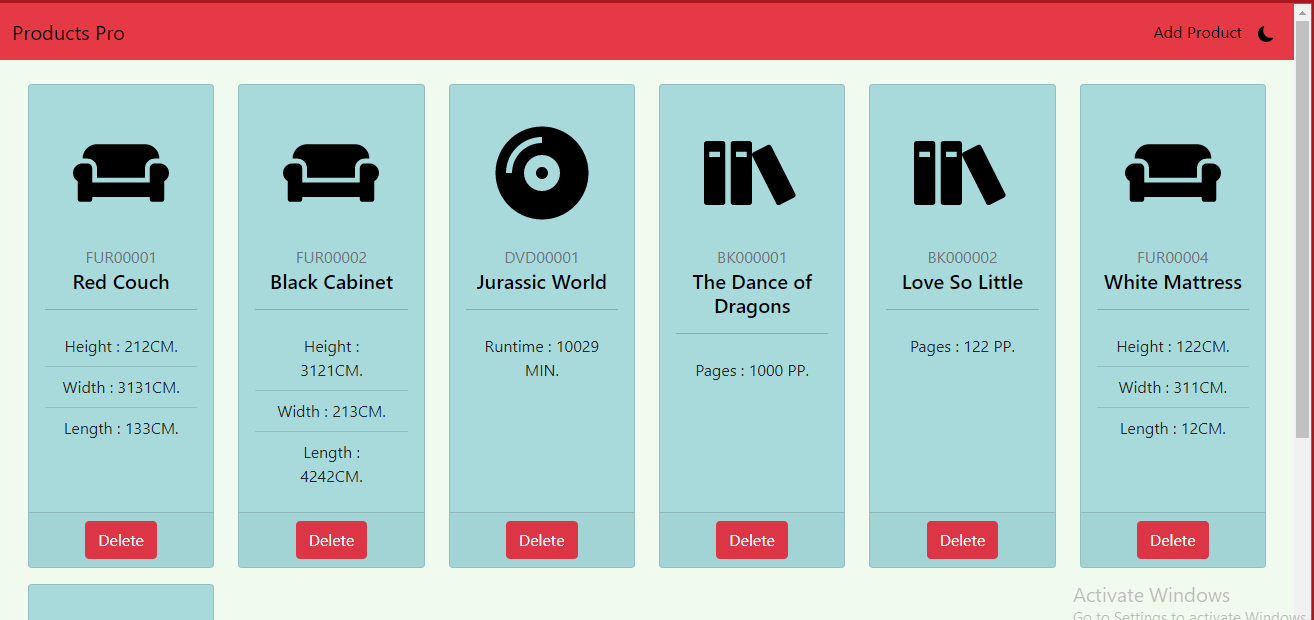 Products Pro
Add Product
FUR00001
Red Couch
Height : 212CM.
Width : 3131CM.
Length : 133CM.
Delete
FUR00002
Black Cabinet
Height :
3121CM.
Width : 213CM.
Length :
4242CM.
Delete
DVD00001
Jurassic World
Runtime : 10029
MIN.
Delete
BK000001
The Dance of
Dragons
Pages : 1000 PP.
Delete
BK000002
Love So Little
Pages : 122 PP.
Delete
FUR00004
White Mattress
Height : 122CM.
Width : 311CM.
Length : 12CM.
Delete
Activate Windows
Go to Settings to activate Windows.